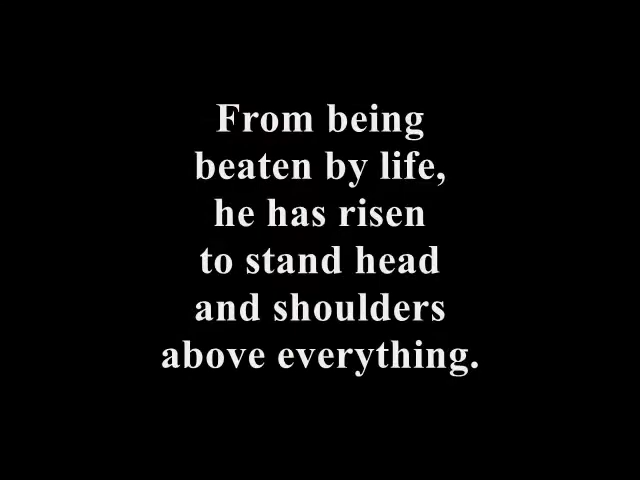 From being
beaten by life,
he has risen
to stand head
and shoulders
above everything.